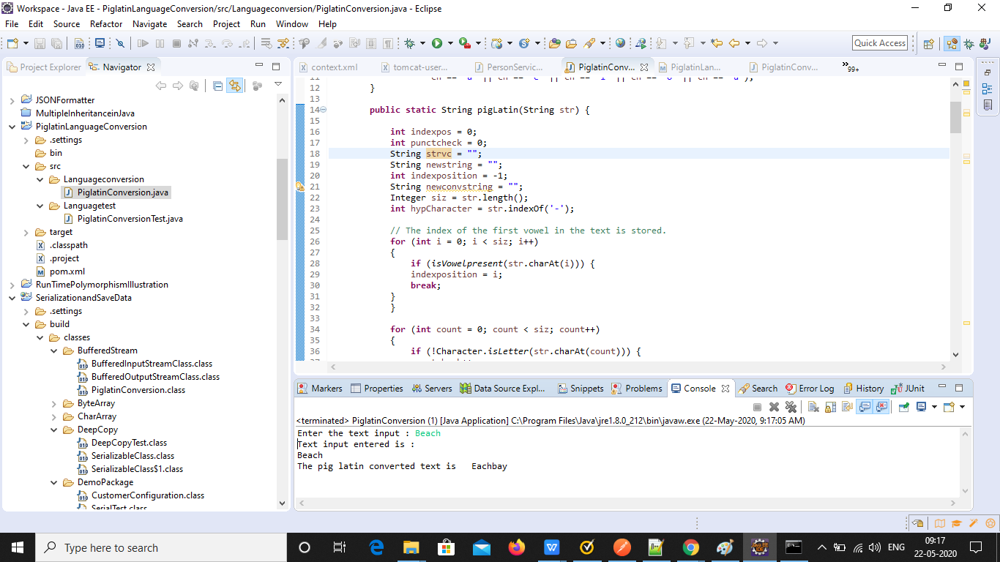 Workspace - Java EE - PiglatinLanguageConversion/src/Languageconversion/PiglatinConversion.java - Eclipse
File Edit Source Refactor Navigate Search Project Run Window Help
Quick Access
Project Explorer Navigator
JSONFormatter
MultipleInheritanceinJava
PiglatinLanguageConversion
.settings
bin
src
Languageconversion
PiglatinConversion.java
Languagetest
PiglatinConversionTest.java
target
.classpath
.project
pom.xml
RunTimePolymorphismIllustration
SerializationandSaveData
.settings
build
classes
BufferedStream
BufferedInputStreamClass.class
BufferedOutputStreamClass.class
PiglatinConversion.class
ByteArray
CharArray
DeepCopy
DeepCopyTest.class
SerializableClass.class
SerializableClass$1.class
DemoPackage
CustomerConfiguration.class
SerialTest.class
context.xml tomcat-user... PersonServic... PiglatinConv... PiglatinLan... PiglatinConv... »99+
12 }
13
14 public static String pigLatin(String str) {
15
16 int indexpos = 0;
17 int punctcheck = 0;
18 String strvc = "";
19 String newstring = "";
20 int indexposition = -1;
21 String newconvstring = "";
22 Integer siz = str.length();
23 int hypCharacter = str.indexOf('-');
24
25 // The index of the first vowel in the text is stored.
26 for (int i = 0; i < siz; i++)
27 {
28 if (isVowelpresent(str.charAt(i))) {
29 indexposition = i;
30 break;
31 }
32 }
33
34 for (int count = 0; count < siz; count++)
35 {
36 if (!Character.isLetter(str.charAt(count))) {
Markers Properties Servers Data Source Expl... Snippets Problems Console Search Error Log History JUnit
<terminated> PiglatinConversion (1) [Java Application] C:\Program Files\Java\jre1.8.0_212\bin\javaw.exe (22-May-2020, 9:17:05 AM)
Enter the text input : Beach
Text input entered is :
Beach
The pig latin converted text is Eachbay
Type here to search
ENG
09:17
22-05-2020